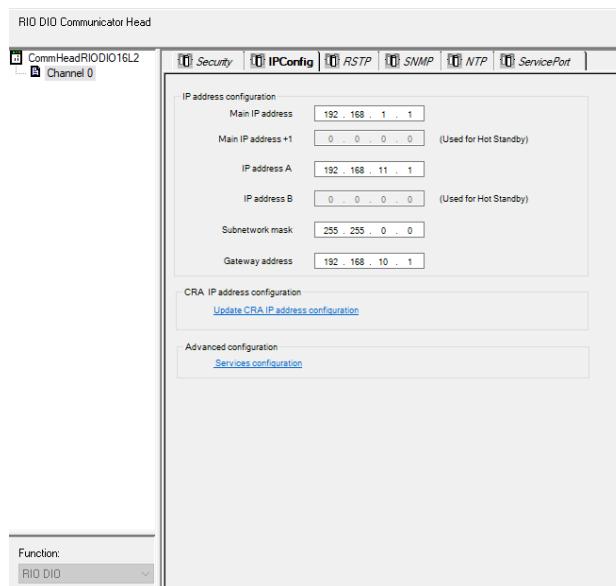 RIO DIO Communicator Head
CommHeadRIODIO16L2
Channel 0
Security IPConfig RSTP SNMP NTP ServicePort
IP address configuration
Main IP address 192 . 168 . 1 . 1
Main IP address +1 0 . 0 . 0 . 0 (Used for Hot Standby)
IP address A 192 . 168 . 11 . 1
IP address B 0 . 0 . 0 . 0 (Used for Hot Standby)
Subnetwork mask 255 . 255 . 0 . 0
Gateway address 192 . 168 . 10 . 1
CRA IP address configuration
Update CRA IP address configuration
Advanced configuration
Services configuration
Function:
RIO DIO